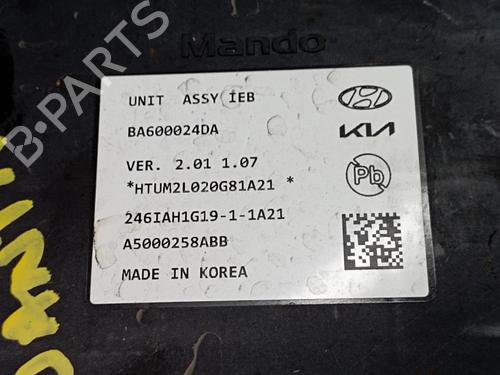 Mando
UNIT ASSY IEB
BA600024DA
KIA
VER. 2.01 1.07
*HTUM2L020G81A21 *
Pb
246IAH1G19-1-1A21
A5000258ABB
MADE IN KOREA
B-Parts